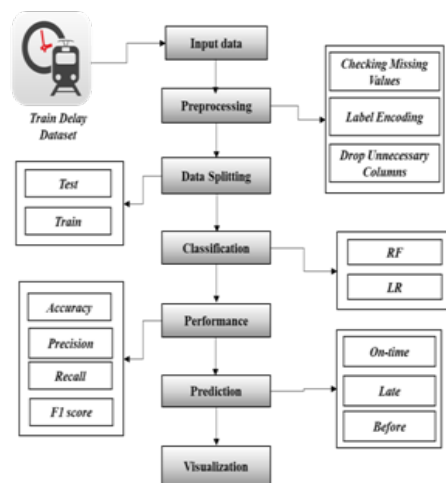 Input data
Train Delay
Dataset
Preprocessing
Checking Missing
Values
Label Encoding
Drop Unnecessary
Columns
Data Splitting
Test
Train
Classification
RF
LR
Performance
Accuracy
Precision
Recall
F1 score
Prediction
On-time
Late
Before
Visualization